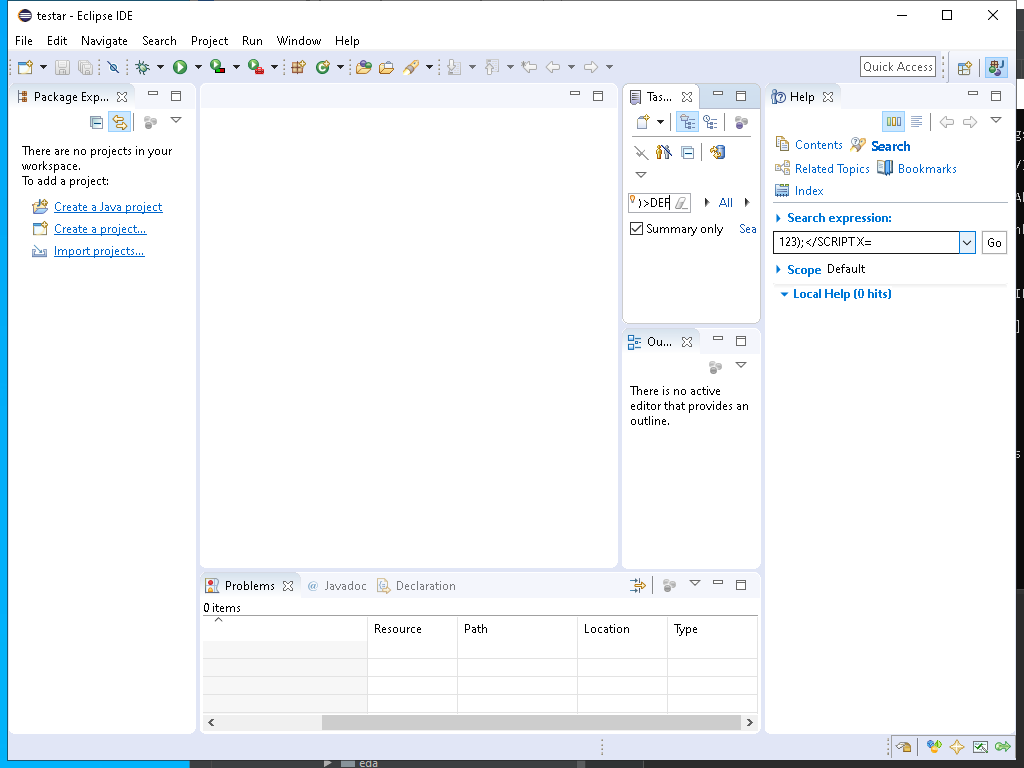 testar - Eclipse IDE
File Edit Navigate Search Project Run Window Help
Quick Access
Package Exp...
There are no projects in your
workspace.
To add a project:
Create a Java project
Create a project...
Import projects...
Tas...
)>DEF
All
Summary only
Sea
Ou...
There is no active
editor that provides an
outline.
Help
Contents Search
Related Topics Bookmarks
Index
Search expression:
123);</SCRIPT X=
Go
Scope Default
Local Help (0 hits)
Problems @ Javadoc Declaration
0 items
Resource Path Location Type
eda